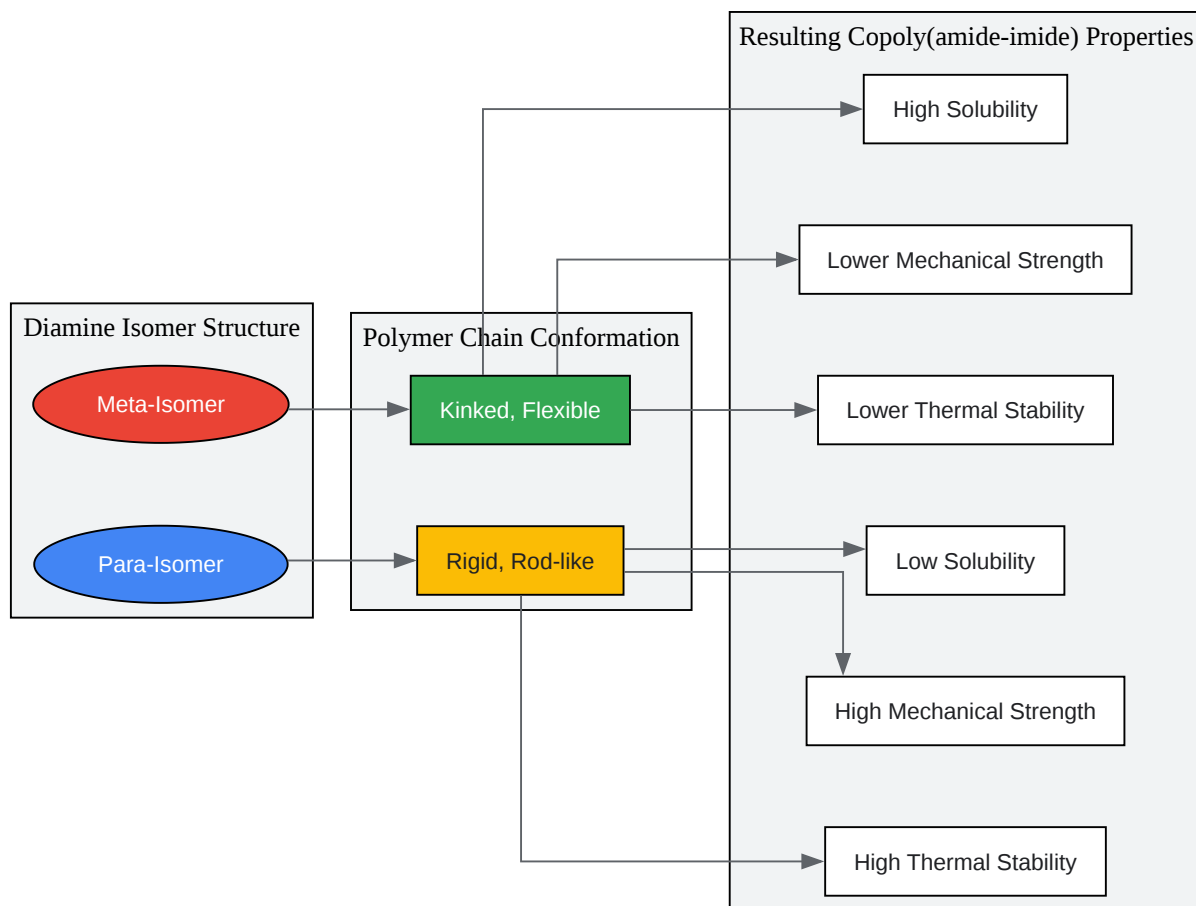 Resulting Copoly(amide-imide) Properties
High Solubility
Lower Mechanical Strength
Diamine Isomer Structure
Polymer Chain Conformation
Meta-Isomer
Kinked, Flexible
Lower Thermal Stability
Para-Isomer
Rigid, Rod-like
Low Solubility
High Mechanical Strength
High Thermal Stability